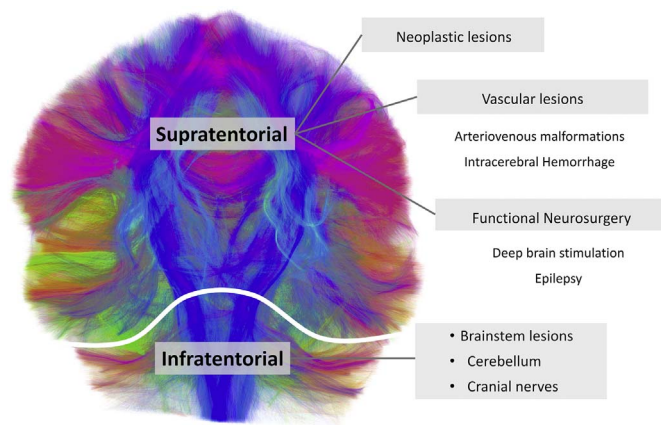 Neoplastic lesions
Supratentorial
Vascular lesions
Arteriovenous malformations
Intracerebral Hemorrhage
Functional Neurosurgery
Deep brain stimulation
Epilepsy
Infratentorial
• Brainstem lesions
• Cerebellum
• Cranial nerves